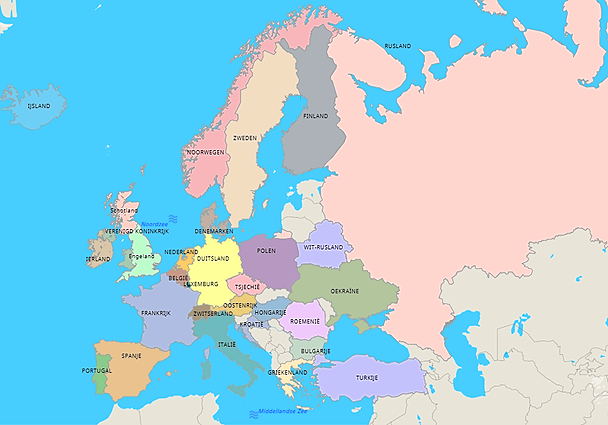 RUSLAND
IJSLAND
FINLAND
ZWEDEN
NOORWEGEN
Schotland
Noordzee
VERENIGD KONINKRIJK
DENEMARKEN
WIT-RUSLAND
NEDERLAND
POLEN
IERLAND
Engeland
DUITSLAND
BELGIË
LUXEMBURG
TSJECHIË
OEKRAÏNE
OOSTENRIJK
FRANKRIJK
ZWITSERLAND
HONGARIJE
ROEMENIË
KROATIË
ITALIË
BULGARIJE
SPANJE
PORTUGAL
GRIEKENLAND
TURKIJE
Middellandse Zee